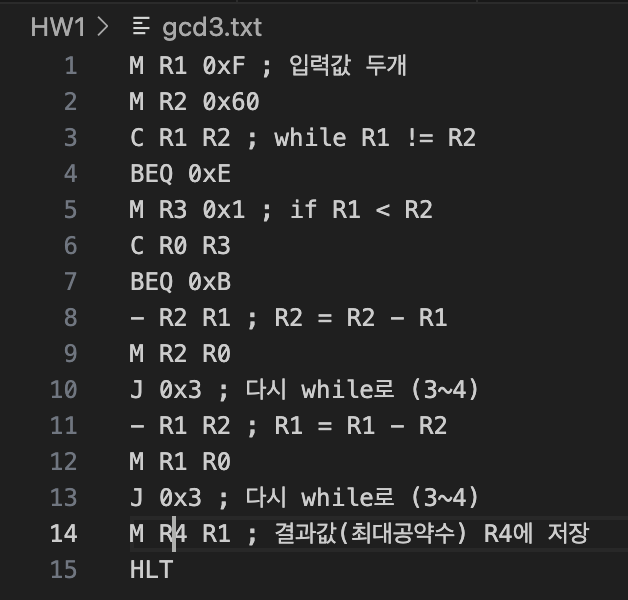 HW1 > gcd3.txt
1 M R1 0xF ; 입력값 두개
2 M R2 0x60
3 C R1 R2 ; while R1 != R2
4 BEQ 0xE
5 M R3 0x1 ; if R1 < R2
6 C R0 R3
7 BEQ 0xB
8 - R2 R1 ; R2 = R2 - R1
9 M R2 R0
10 J 0x3 ; 다시 while로 (3~4)
11 - R1 R2 ; R1 = R1 - R2
12 M R1 R0
13 J 0x3 ; 다시 while로 (3~4)
14 M R4 R1 ; 결과값(최대공약수) R4에 저장
15 HLT